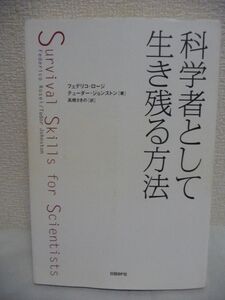 科学者として
生き残る方法
フェデリコ・ロージ
テューダー・ジョンストン［著］
高橋さきの［訳］
Survival Skills for Scientists
Federico Rosei/Tudor Johnston
日経BP社